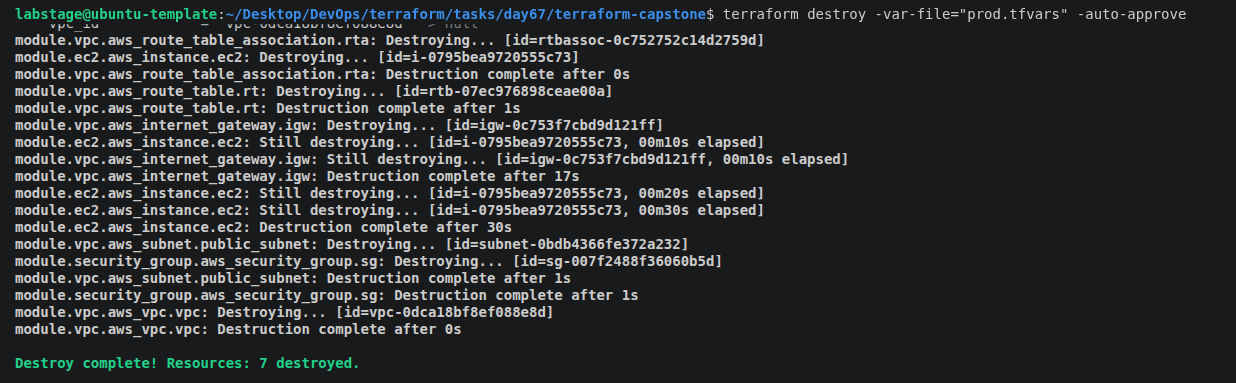 labstage@ubuntu-template:~/Desktop/DevOps/terraform/tasks/day67/terraform-capstone$ terraform destroy -var-file="prod.tfvars" -auto-approve
module.vpc.aws_route_table_association.rta: Destroying... [id=rtbassoc-0c752752c14d2759d]
module.ec2.aws_instance.ec2: Destroying... [id=i-0795bea9720555c73]
module.vpc.aws_route_table_association.rta: Destruction complete after 0s
module.vpc.aws_route_table.rt: Destroying... [id=rtb-07ec976898ceae00a]
module.vpc.aws_route_table.rt: Destruction complete after 1s
module.vpc.aws_internet_gateway.igw: Destroying... [id=igw-0c753f7cbd9d121ff]
module.ec2.aws_instance.ec2: Still destroying... [id=i-0795bea9720555c73, 00m10s elapsed]
module.vpc.aws_internet_gateway.igw: Still destroying... [id=igw-0c753f7cbd9d121ff, 00m10s elapsed]
module.vpc.aws_internet_gateway.igw: Destruction complete after 17s
module.ec2.aws_instance.ec2: Still destroying... [id=i-0795bea9720555c73, 00m20s elapsed]
module.ec2.aws_instance.ec2: Still destroying... [id=i-0795bea9720555c73, 00m30s elapsed]
module.ec2.aws_instance.ec2: Destruction complete after 30s
module.vpc.aws_subnet.public_subnet: Destroying... [id=subnet-0bdb4366fe372a232]
module.security_group.aws_security_group.sg: Destroying... [id=sg-007f2488f36060b5d]
module.vpc.aws_subnet.public_subnet: Destruction complete after 1s
module.security_group.aws_security_group.sg: Destruction complete after 1s
module.vpc.aws_vpc.vpc: Destroying... [id=vpc-0dca18bf8ef088e8d]
module.vpc.aws_vpc.vpc: Destruction complete after 0s
Destroy complete! Resources: 7 destroyed.